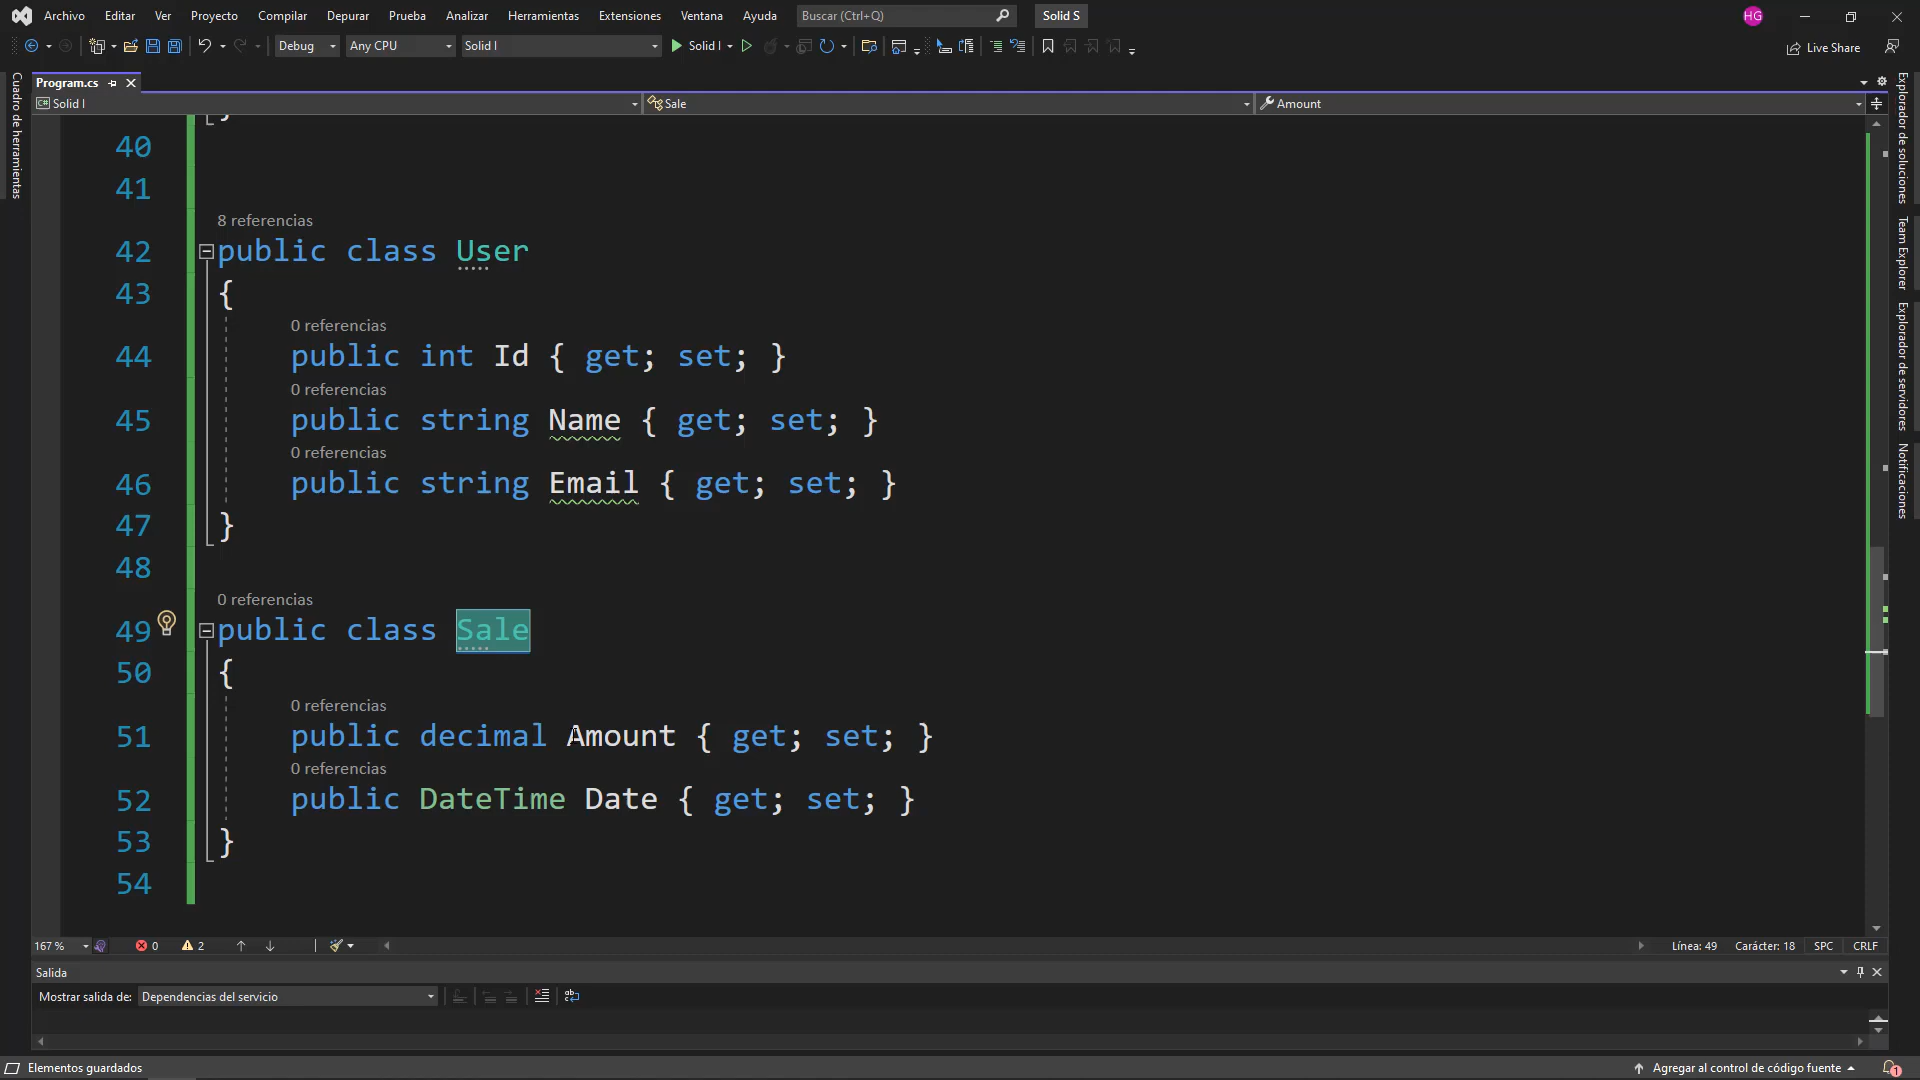 Archivo Editar Ver Proyecto Compilar Depurar Prueba Analizar Herramientas Extensiones Ventana Ayuda Buscar (Ctrl+Q) Solid S HG
Debug Any CPU Solid I Solid I Live Share
Program.cs
C# Solid I Sale Amount
Cuadro de herramientas
Explorador de soluciones
Team Explorer
Explorador de servidores
Notificaciones
}
40
41
8 referencias
42 public class User
43 {
0 referencias
44 public int Id { get; set; }
0 referencias
45 public string Name { get; set; }
0 referencias
46 public string Email { get; set; }
47 }
48
0 referencias
49 public class Sale
50 {
0 referencias
51 public decimal Amount { get; set; }
0 referencias
52 public DateTime Date { get; set; }
53 }
54
167 % 0 2 Línea: 49 Carácter: 18 SPC CRLF
Salida
Mostrar salida de: Dependencias del servicio
Elementos guardados Agregar al control de código fuente 1